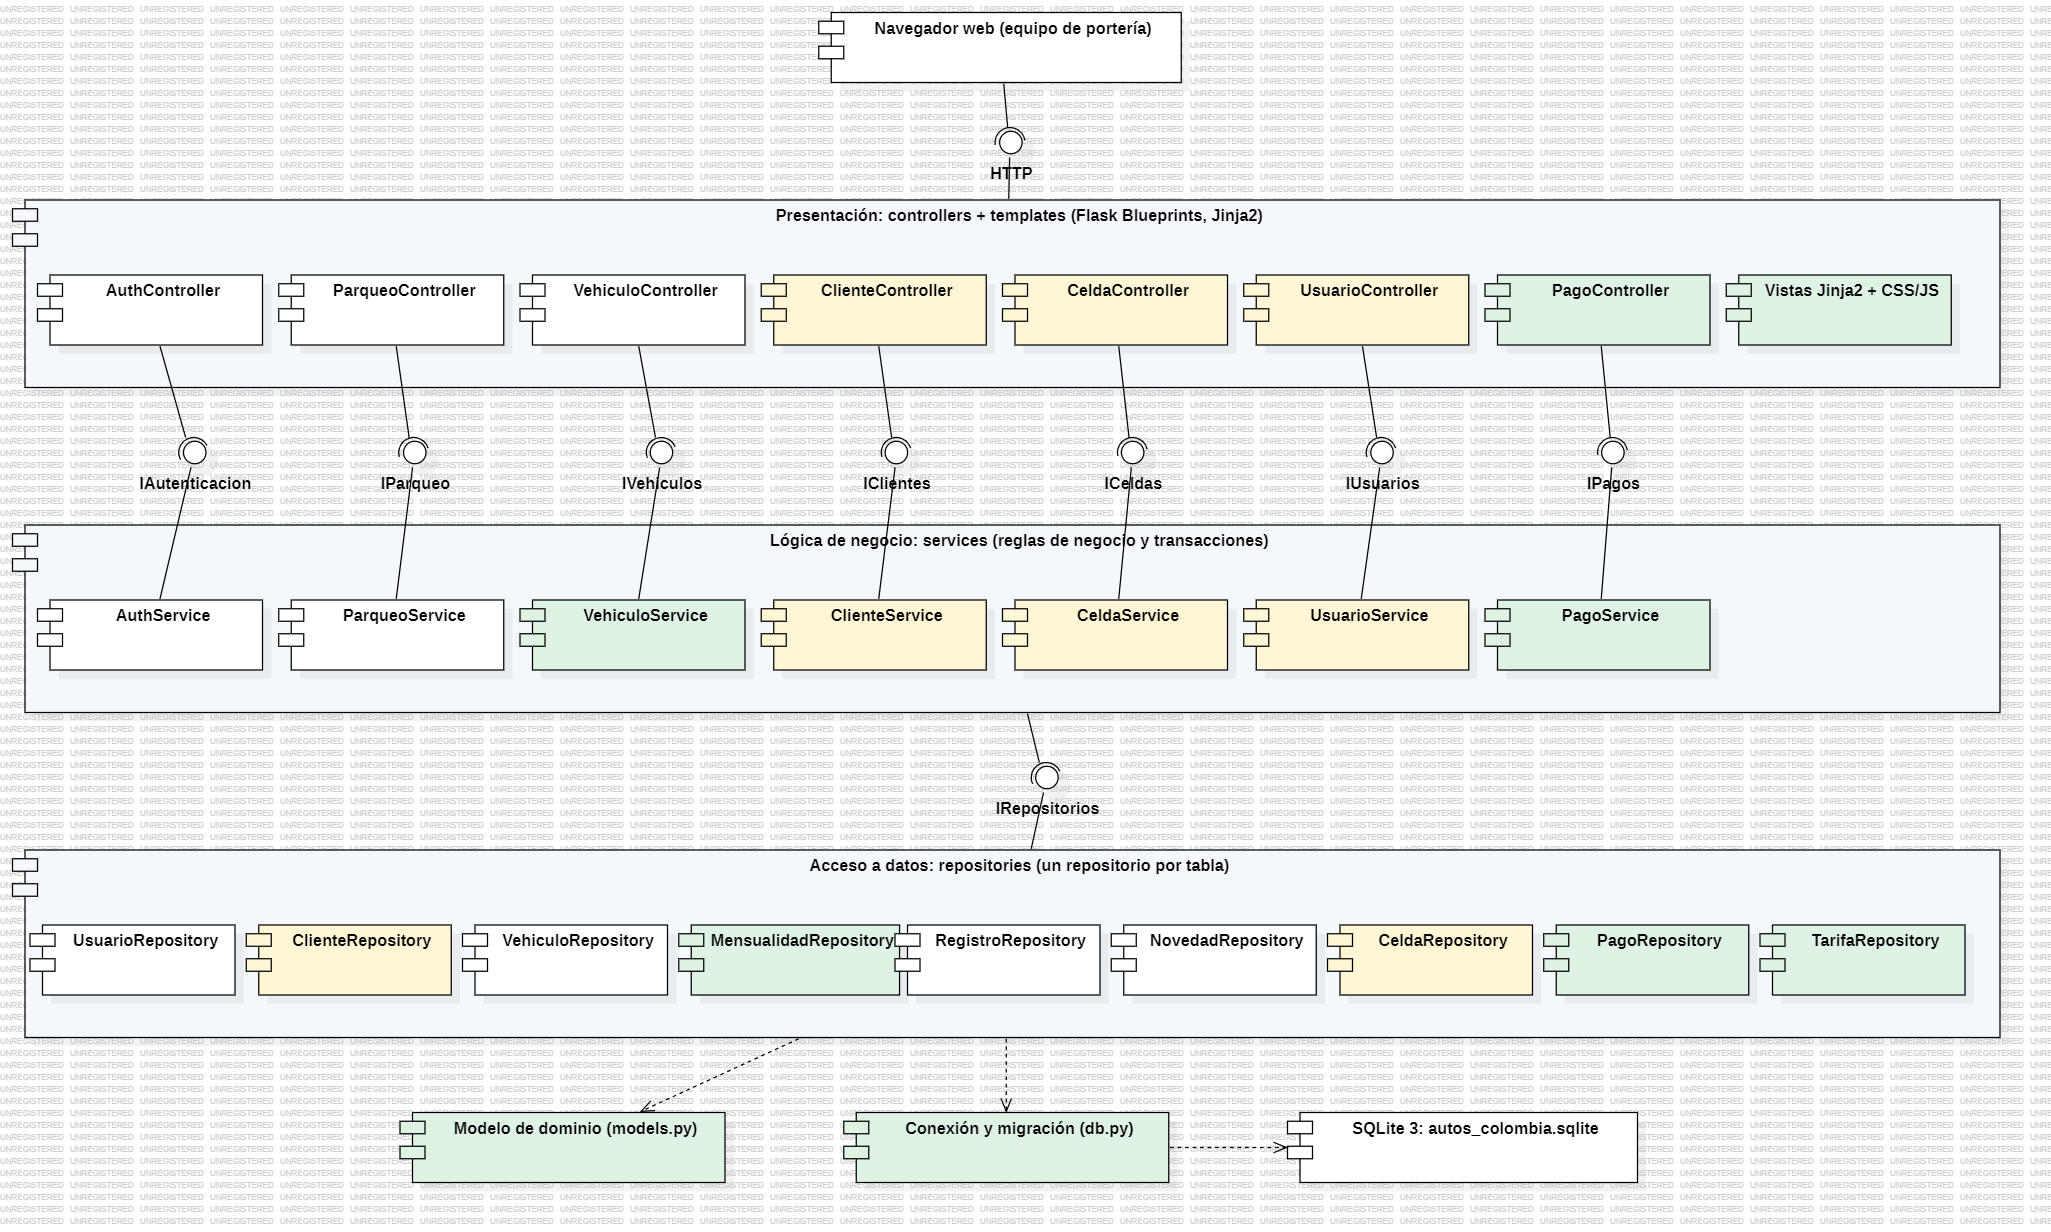 Navegador web (equipo de portería)
HTTP
Presentación: controllers + templates (Flask Blueprints, Jinja2)
AuthController
ParqueoController
VehiculoController
ClienteController
CeldaController
UsuarioController
PagoController
Vistas Jinja2 + CSS/JS
IAutenticacion
IParqueo
IVehiculos
IClientes
ICeldas
IUsuarios
IPagos
Lógica de negocio: services (reglas de negocio y transacciones)
AuthService
ParqueoService
VehiculoService
ClienteService
CeldaService
UsuarioService
PagoService
IRepositorios
Acceso a datos: repositories (un repositorio por tabla)
UsuarioRepository
ClienteRepository
VehiculoRepository
MensualidadRepository
RegistroRepository
NovedadRepository
CeldaRepository
PagoRepository
TarifaRepository
Modelo de dominio (models.py)
Conexión y migración (db.py)
SQLite 3: autos_colombia.sqlite
UNREGISTERED